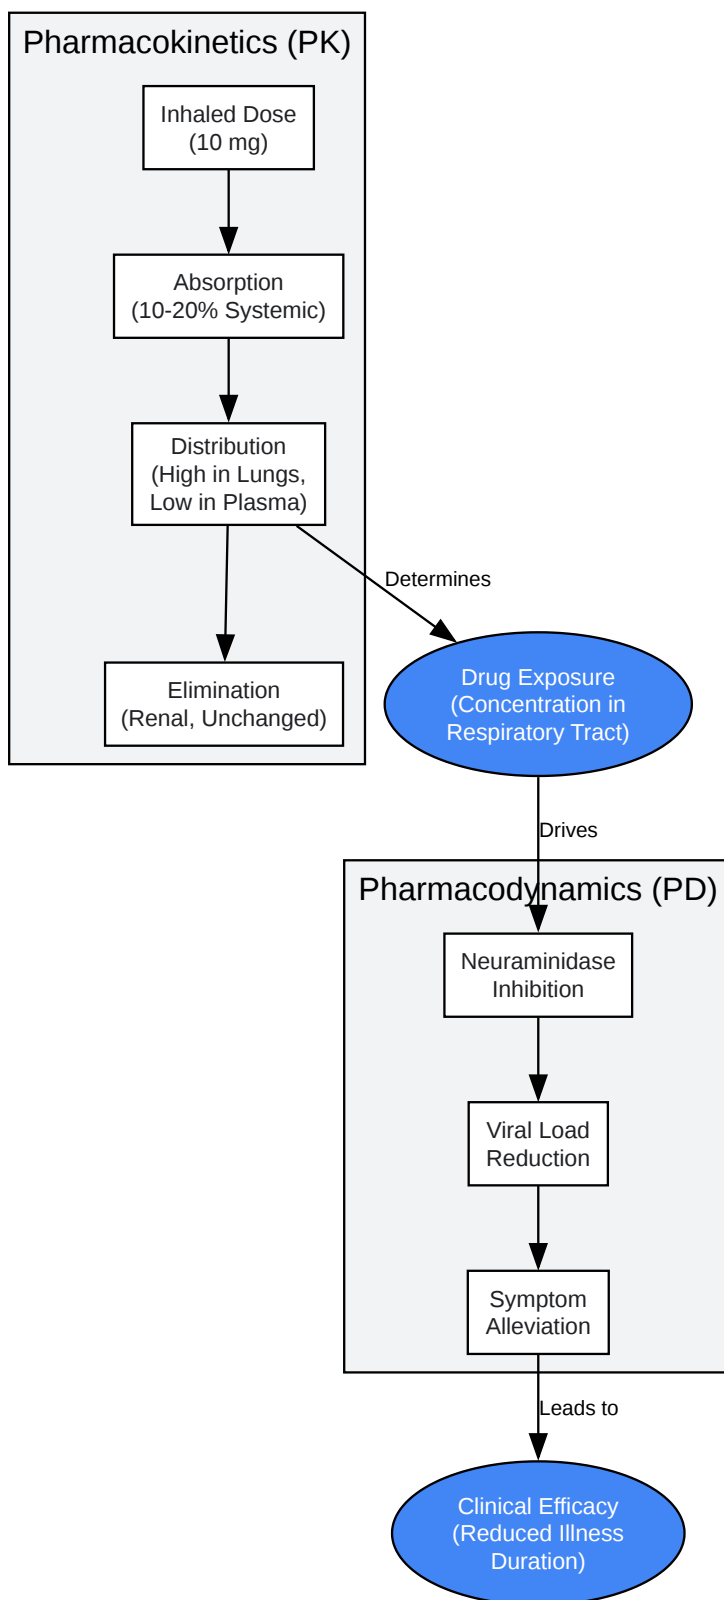 Pharmacokinetics (PK)
Inhaled Dose
(10 mg)
Absorption
(10-20% Systemic)
Distribution
(High in Lungs,
Low in Plasma)
Determines
Elimination
(Renal, Unchanged)
Drug Exposure
(Concentration in
Respiratory Tract)
Drives
Pharmacodynamics (PD)
Neuraminidase
Inhibition
Viral Load
Reduction
Symptom
Alleviation
Leads to
Clinical Efficacy
(Reduced Illness
Duration)